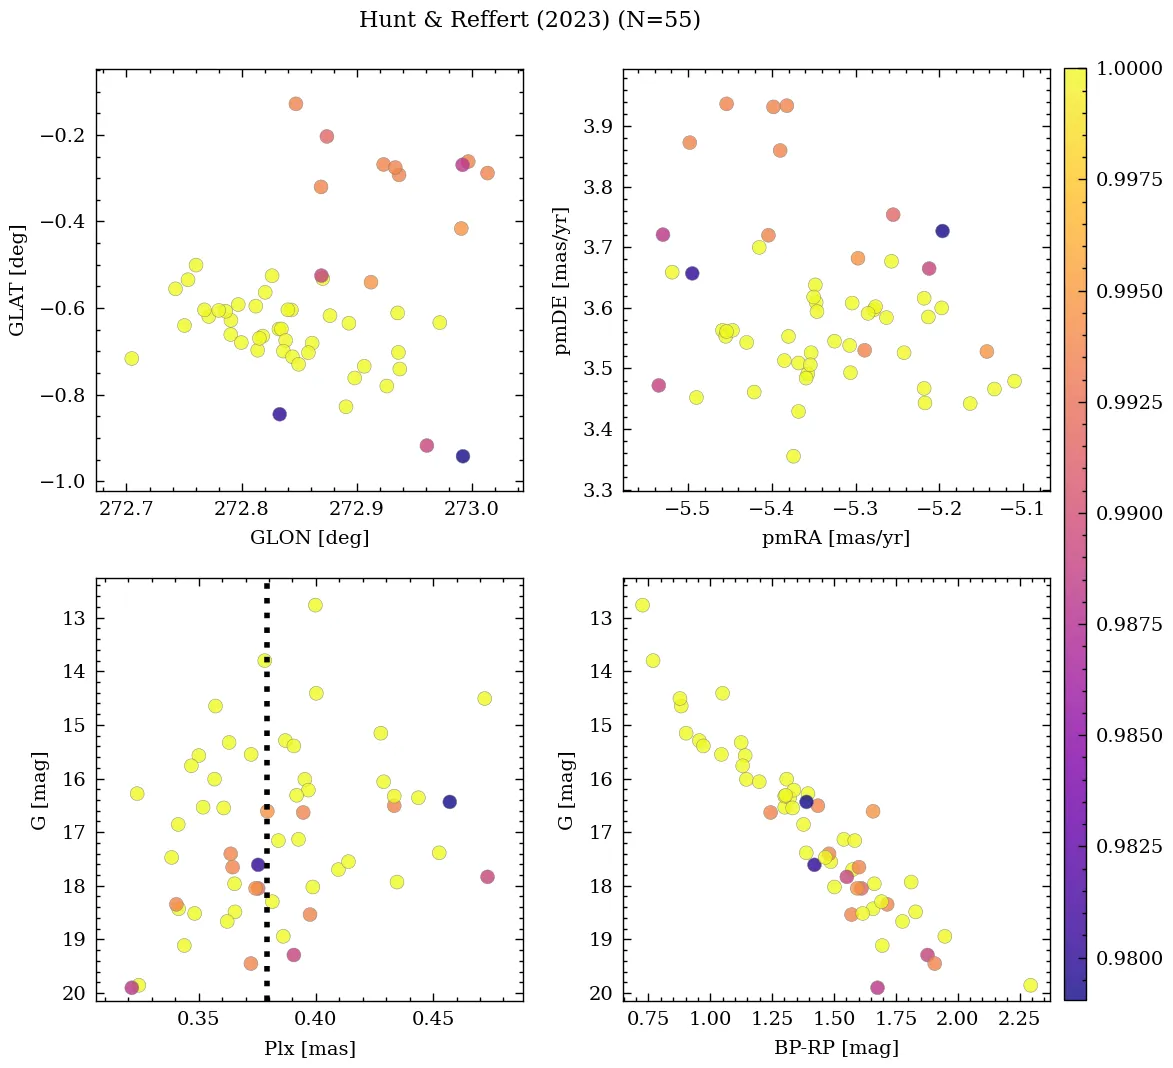 Hunt & Reffert (2023) (N=55)
−0.2
−0.4
−0.6
−0.8
−1.0
GLAT [deg]
272.7 272.8 272.9 273.0
GLON [deg]
3.9
3.8
3.7
3.6
3.5
3.4
3.3
pmDE [mas/yr]
−5.5 −5.4 −5.3 −5.2 −5.1
pmRA [mas/yr]
13
14
15
16
17
18
19
20
G [mag]
0.35 0.40 0.45
Plx [mas]
13
14
15
16
17
18
19
20
G [mag]
0.75 1.00 1.25 1.50 1.75 2.00 2.25
BP-RP [mag]
1.0000
0.9975
0.9950
0.9925
0.9900
0.9875
0.9850
0.9825
0.9800